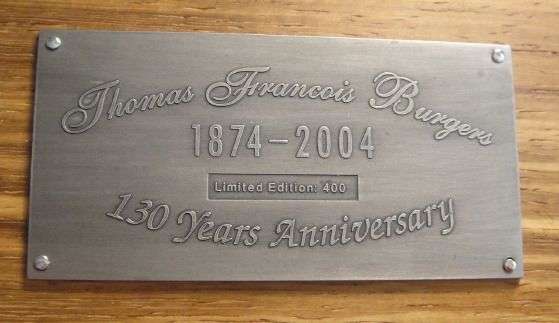 Thomas Francois Burgers
1874-2004
Limited Edition: 400
130 Years Anniversary